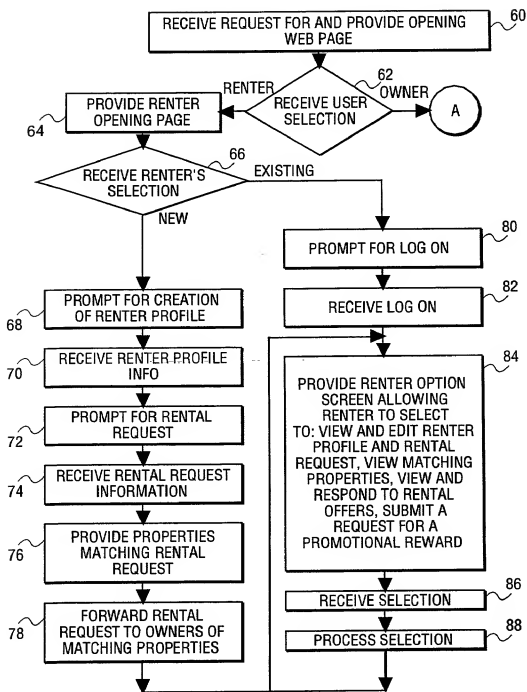 RECEIVE REQUEST FOR AND PROVIDE OPENING
WEB PAGE
60
RENTER
62
OWNER
RECEIVE USER
SELECTION
A
PROVIDE RENTER
OPENING PAGE
64
66
RECEIVE RENTER'S
SELECTION
EXISTING
NEW
PROMPT FOR CREATION
OF RENTER PROFILE
68
RECEIVE RENTER PROFILE
INFO
70
PROMPT FOR RENTAL
REQUEST
72
RECEIVE RENTAL REQUEST
INFORMATION
74
PROVIDE PROPERTIES
MATCHING RENTAL
REQUEST
76
FORWARD RENTAL
REQUEST TO OWNERS OF
MATCHING PROPERTIES
78
80
PROMPT FOR LOG ON
82
RECEIVE LOG ON
84
PROVIDE RENTER OPTION
SCREEN ALLOWING
RENTER TO SELECT
TO: VIEW AND EDIT RENTER
PROFILE AND RENTAL
REQUEST, VIEW MATCHING
PROPERTIES, VIEW AND
RESPOND TO RENTAL
OFFERS, SUBMIT A
REQUEST FOR A
PROMOTIONAL REWARD
86
RECEIVE SELECTION
88
PROCESS SELECTION